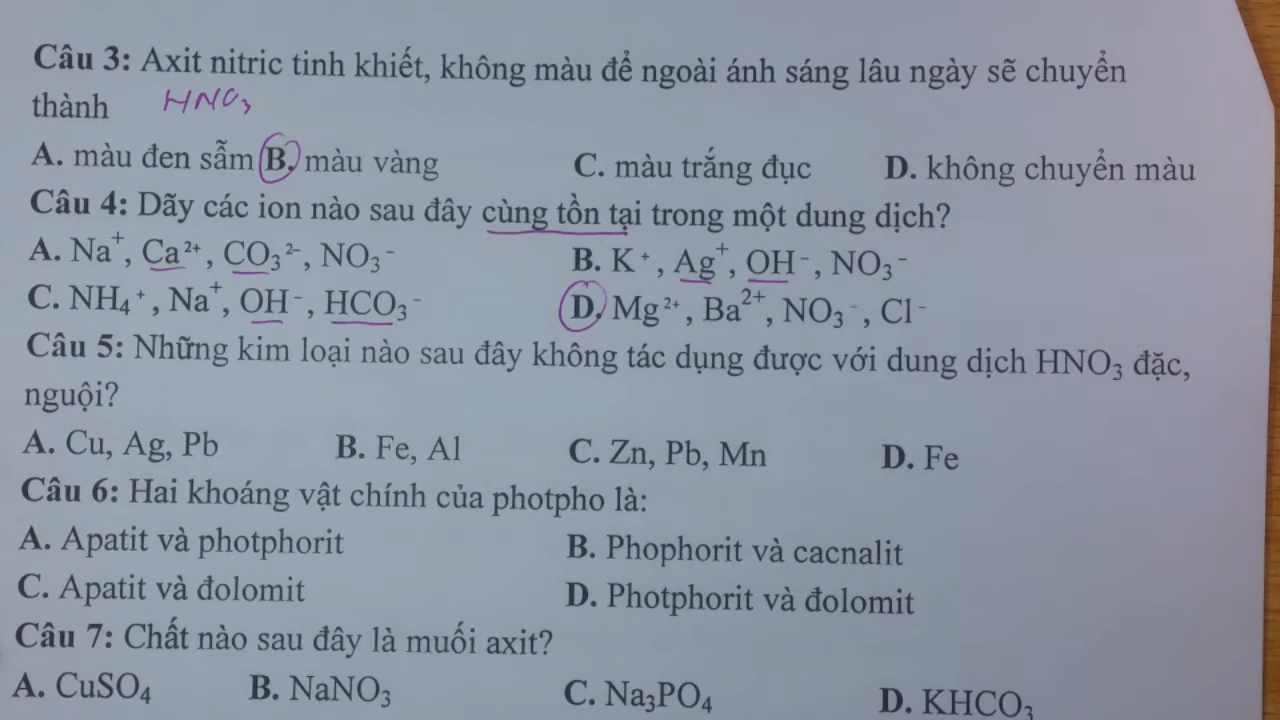 Câu 3: Axit nitric tinh khiết, không màu để ngoài ánh sáng lâu ngày sẽ chuyển
thành HNO₃
A. màu đen sẫm B. màu vàng C. màu trắng đục D. không chuyển màu
Câu 4: Dãy các ion nào sau đây cùng tồn tại trong một dung dịch?
A. Na⁺, Ca²⁺, CO₃²⁻, NO₃⁻ B. K⁺, Ag⁺, OH⁻, NO₃⁻
C. NH₄⁺, Na⁺, OH⁻, HCO₃⁻ D. Mg²⁺, Ba²⁺, NO₃⁻, Cl⁻
Câu 5: Những kim loại nào sau đây không tác dụng được với dung dịch HNO₃ đặc,
nguội?
A. Cu, Ag, Pb B. Fe, Al C. Zn, Pb, Mn D. Fe
Câu 6: Hai khoáng vật chính của photpho là:
A. Apatit và photphorit B. Phophorit và cacnalit
C. Apatit và đolomit D. Photphorit và đolomit
Câu 7: Chất nào sau đây là muối axit?
A. CuSO₄ B. NaNO₃ C. Na₃PO₄ D. KHCO₃